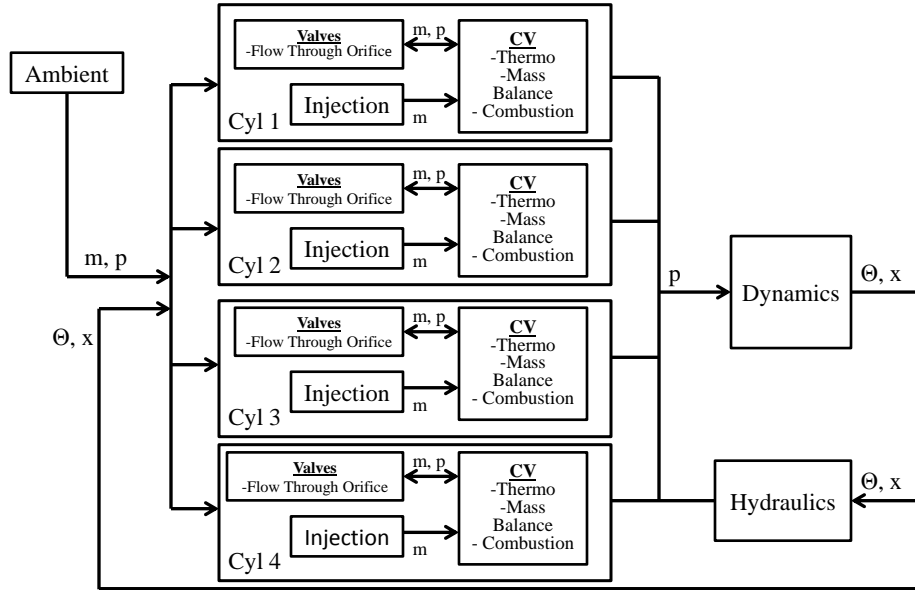 Ambient
m, p
Θ, x
Valves
-Flow Through Orifice
m, p
CV
-Thermo
-Mass
Balance
- Combustion
Injection
m
Cyl 1
Valves
-Flow Through Orifice
m, p
CV
-Thermo
-Mass
Balance
- Combustion
Injection
m
Cyl 2
Valves
-Flow Through Orifice
m, p
CV
-Thermo
-Mass
Balance
- Combustion
Injection
m
Cyl 3
Valves
-Flow Through Orifice
m, p
CV
-Thermo
-Mass
Balance
- Combustion
Injection
m
Cyl 4
p
Dynamics
Θ, x
Hydraulics
Θ, x